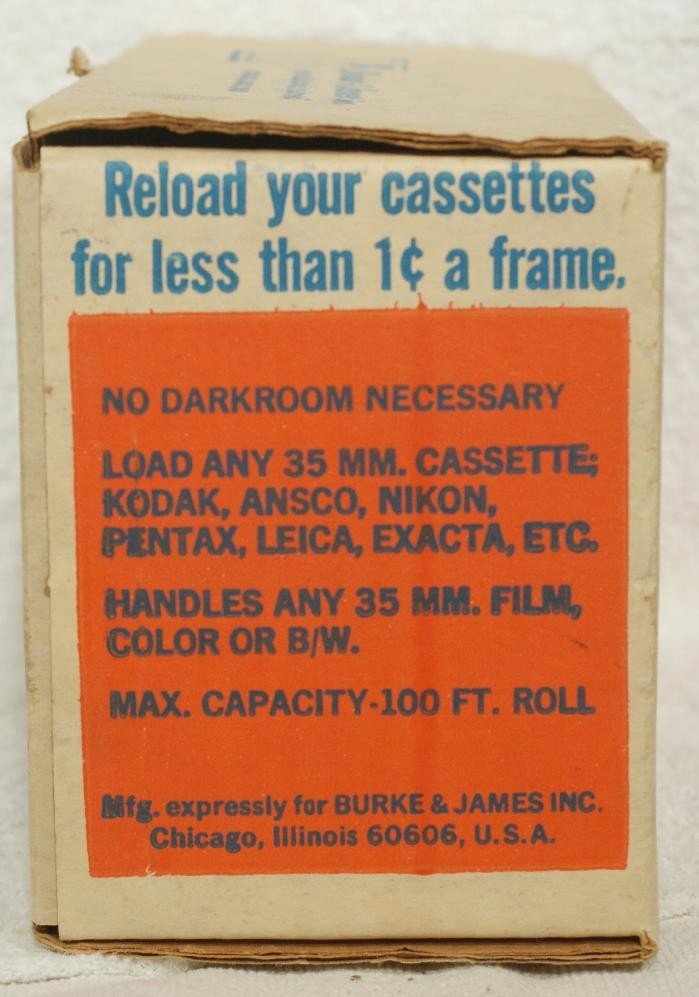 Reload your cassettes
for less than 1¢ a frame.
NO DARKROOM NECESSARY
LOAD ANY 35 MM. CASSETTE;
KODAK, ANSCO, NIKON,
PENTAX, LEICA, EXACTA, ETC.
HANDLES ANY 35 MM. FILM,
COLOR OR B/W.
MAX. CAPACITY-100 FT. ROLL
Mfg. expressly for BURKE & JAMES INC.
Chicago, Illinois 60606, U.S.A.